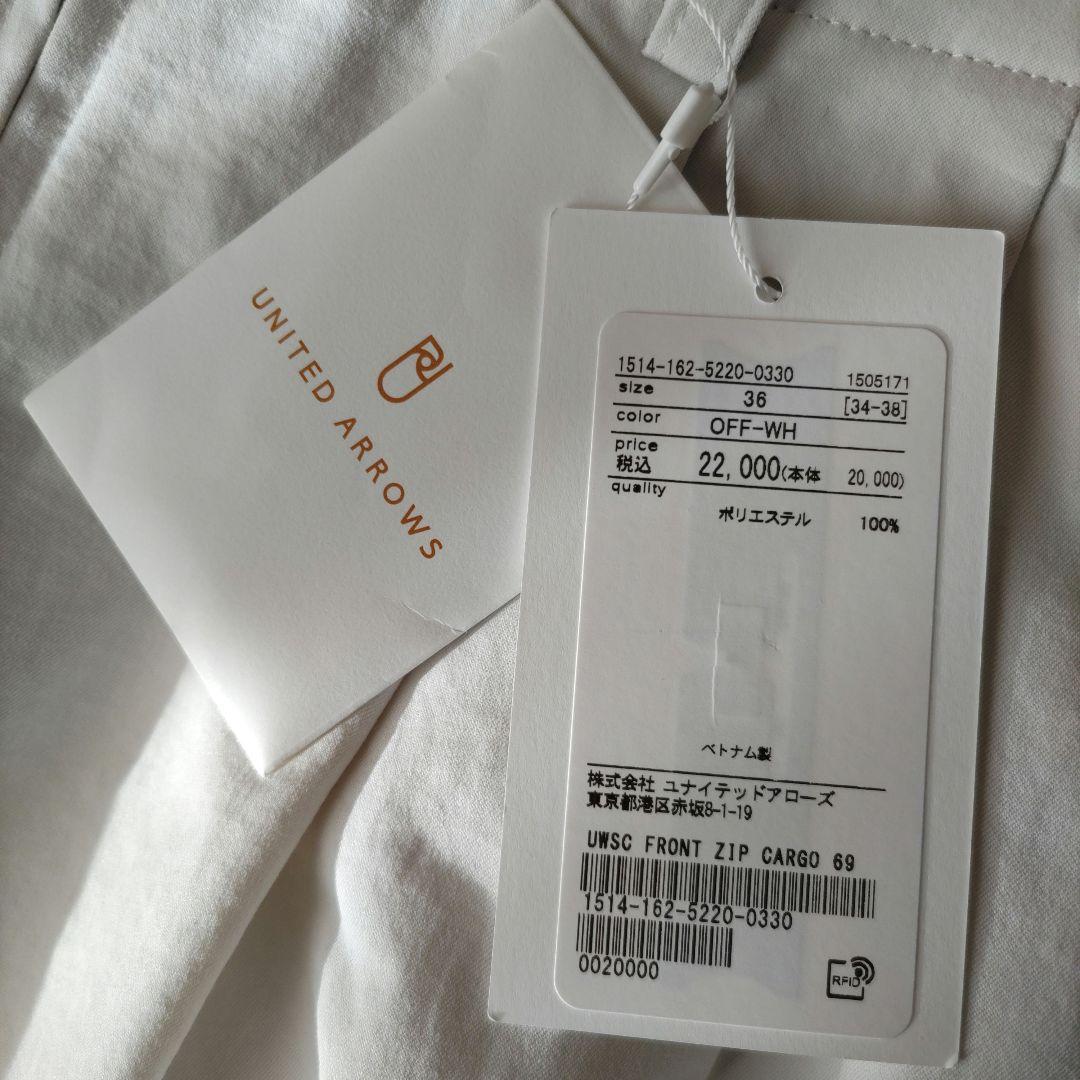 UNITED ARROWS
1514-162-5220-0330 1505171
size 36 [34-38]
color OFF-WH
price
税込 22,000(本体 20,000)
quality
ポリエステル 100%
ベトナム製
株式会社 ユナイテッドアローズ
東京都港区赤坂8-1-19
UWSC FRONT ZIP CARGO 69
1514-162-5220-0330
0020000
RFID